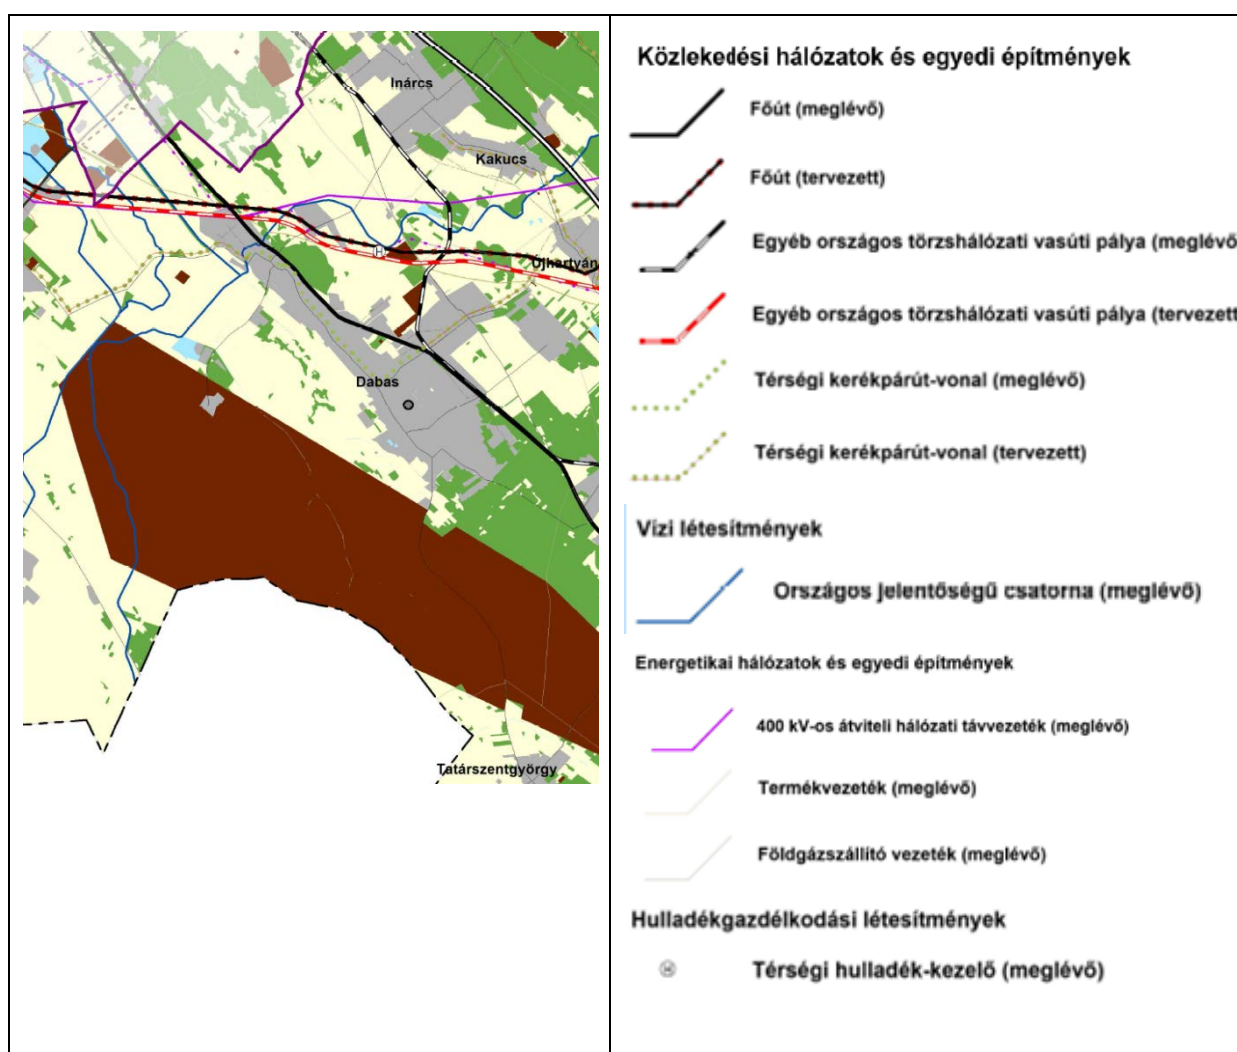 Inárcs
Kakucs
Újhartyán
Dabas
H
Tatárszentgyörgy
Közlekedési hálózatok és egyedi építmények
Főút (meglévő)
Főút (tervezett)
Egyéb országos törzshálózati vasúti pálya (meglévő
Egyéb országos törzshálózati vasúti pálya (tervezett
Térségi kerékpárút-vonal (meglévő)
Térségi kerékpárút-vonal (tervezett)
Vízi létesítmények
Országos jelentőségű csatorna (meglévő)
Energetikai hálózatok és egyedi építmények
400 kV-os átviteli hálózati távvezeték (meglévő)
Termékvezeték (meglévő)
Földgázszállító vezeték (meglévő)
Hulladékgazdélkodási létesítmények
H Térségi hulladék-kezelő (meglévő)